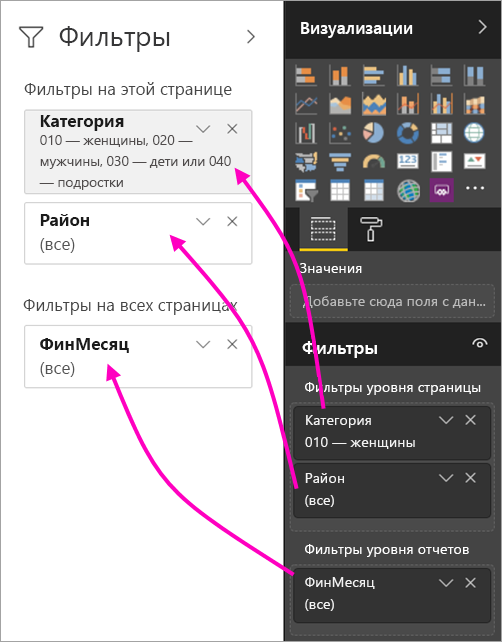 Фильтры
Фильтры на этой странице
Категория
010 — женщины, 020 —
мужчины, 030 — дети или 040
— подростки
Район
(все)
Фильтры на всех страницах
ФинМесяц
(все)
Визуализации
123
Значения
Добавьте сюда поля с дан...
Фильтры
Фильтры уровня страницы
Категория
010 — женщины
Район
(все)
Фильтры уровня отчетов
ФинМесяц
(все)